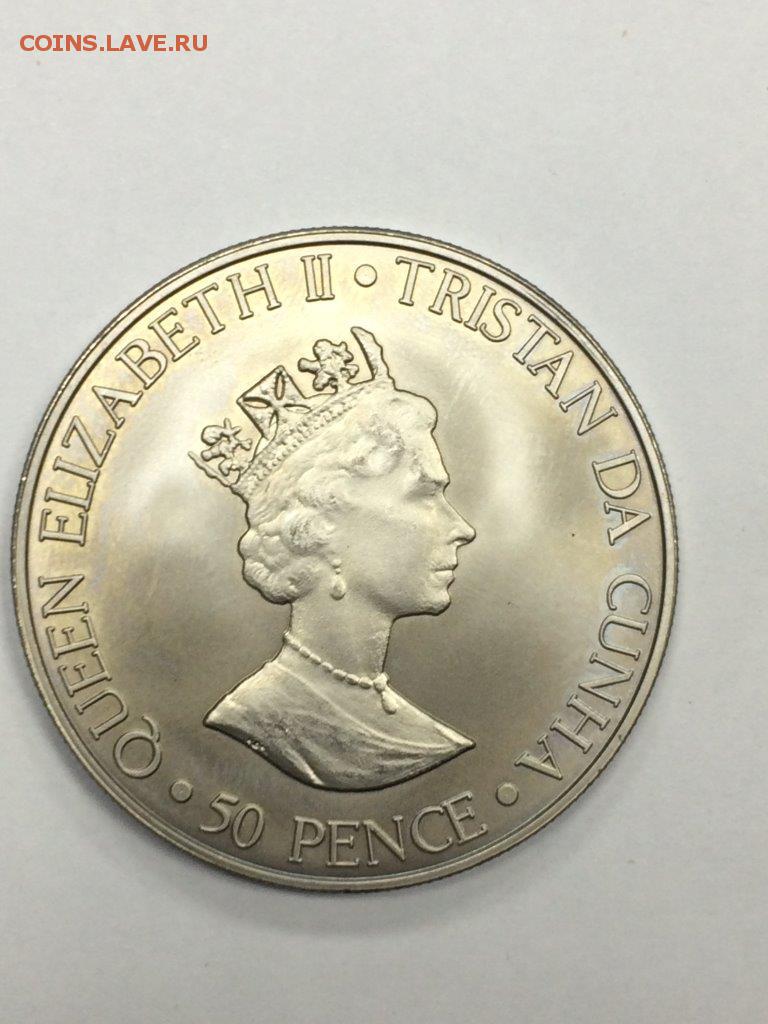 COINS.LAVE.RU
QUEEN ELIZABETH II • TRISTAN DA CUNHA •
50 PENCE •